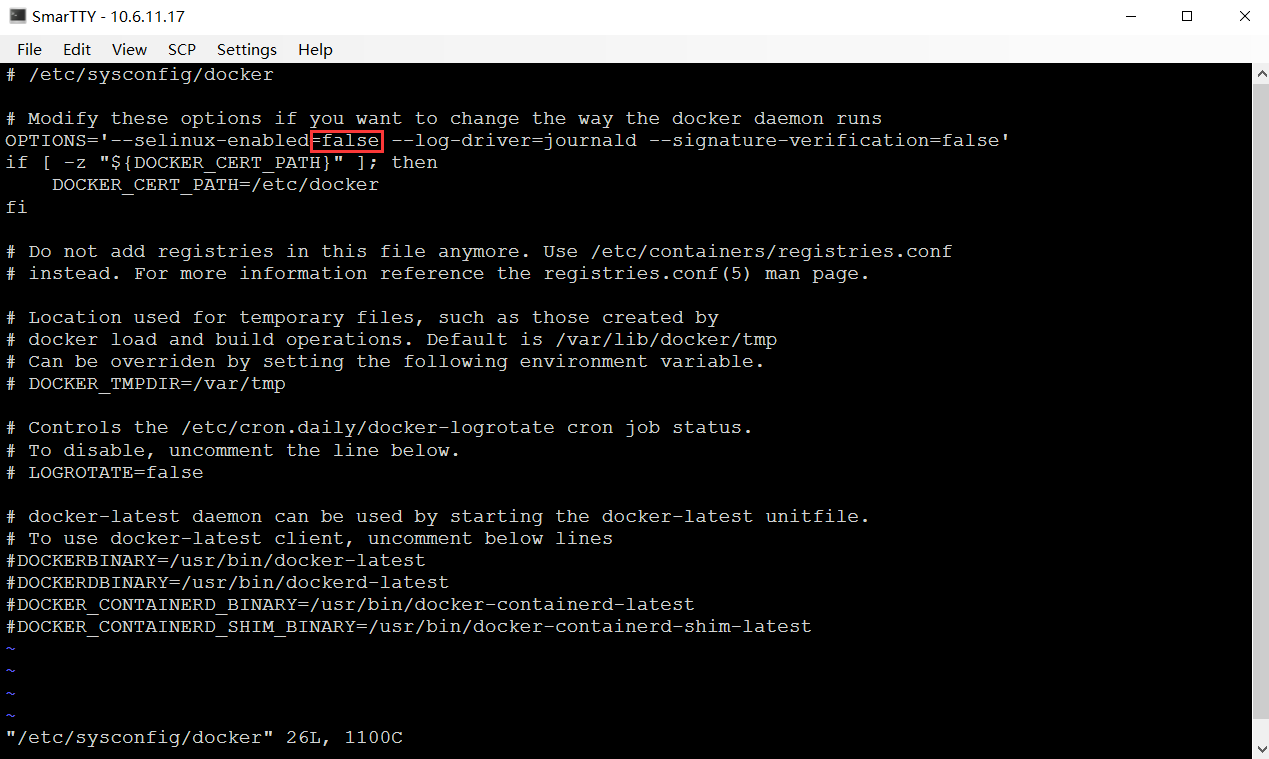 SmarTTY - 10.6.11.17
File Edit View SCP Settings Help
# /etc/sysconfig/docker
# Modify these options if you want to change the way the docker daemon runs
OPTIONS='--selinux-enabled=false --log-driver=journald --signature-verification=false'
if [ -z "${DOCKER_CERT_PATH}" ]; then
    DOCKER_CERT_PATH=/etc/docker
fi
# Do not add registries in this file anymore. Use /etc/containers/registries.conf
# instead. For more information reference the registries.conf(5) man page.
# Location used for temporary files, such as those created by
# docker load and build operations. Default is /var/lib/docker/tmp
# Can be overriden by setting the following environment variable.
# DOCKER_TMPDIR=/var/tmp
# Controls the /etc/cron.daily/docker-logrotate cron job status.
# To disable, uncomment the line below.
# LOGROTATE=false
# docker-latest daemon can be used by starting the docker-latest unitfile.
# To use docker-latest client, uncomment below lines
#DOCKERBINARY=/usr/bin/docker-latest
#DOCKERDBINARY=/usr/bin/dockerd-latest
#DOCKER_CONTAINERD_BINARY=/usr/bin/docker-containerd-latest
#DOCKER_CONTAINERD_SHIM_BINARY=/usr/bin/docker-containerd-shim-latest
~
~
~
~
"/etc/sysconfig/docker" 26L, 1100C